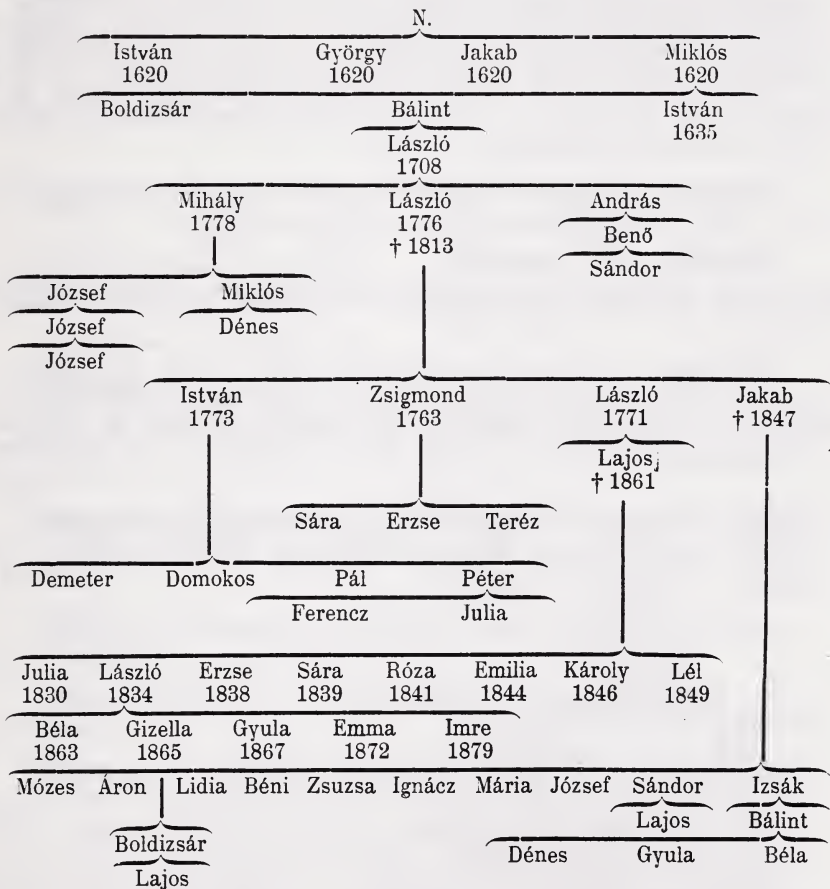 N.
István György Jakab Miklós
1620 1620 1620 1620
Boldizsár Bálint István
1635
László
1708
Mihály László András
1778 1776 Benő
† 1813
Sándor
József Miklós
József Dénes
József
István Zsigmond László Jakab
1773 1763 1771 † 1847
Lajos
† 1861
Sára Erzse Teréz
Demeter Domokos Pál Péter
Ferencz Julia
Julia László Erzse Sára Róza Emilia Károly Lél
1830 1834 1838 1839 1841 1844 1846 1849
Béla Gizella Gyula Emma Imre
1863 1865 1867 1872 1879
Mózes Áron Lidia Béni Zsuzsa Ignácz Mária József Sándor Izsák
Lajos Bálint
Boldizsár Dénes Gyula Béla
Lajos